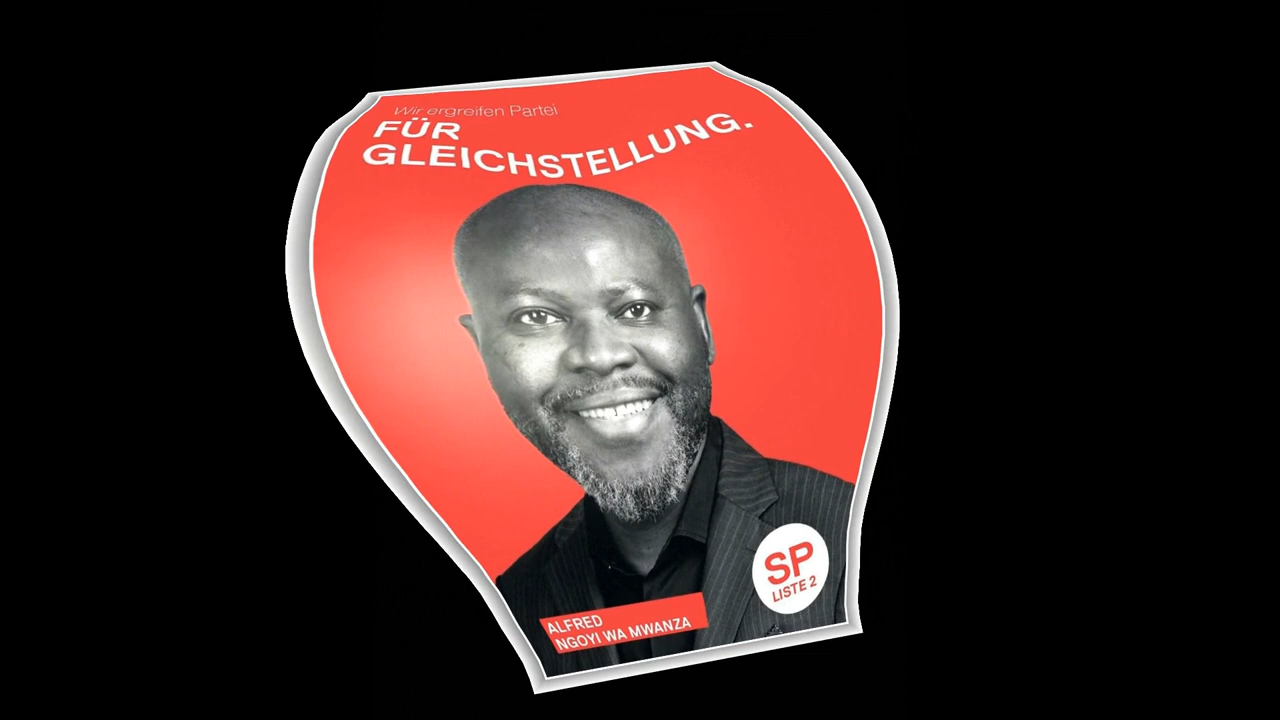 Wir ergreifen Partei
FÜR
GLEICHSTELLUNG.
SP
LISTE 2
ALFRED
NGOYI WA MWANZA